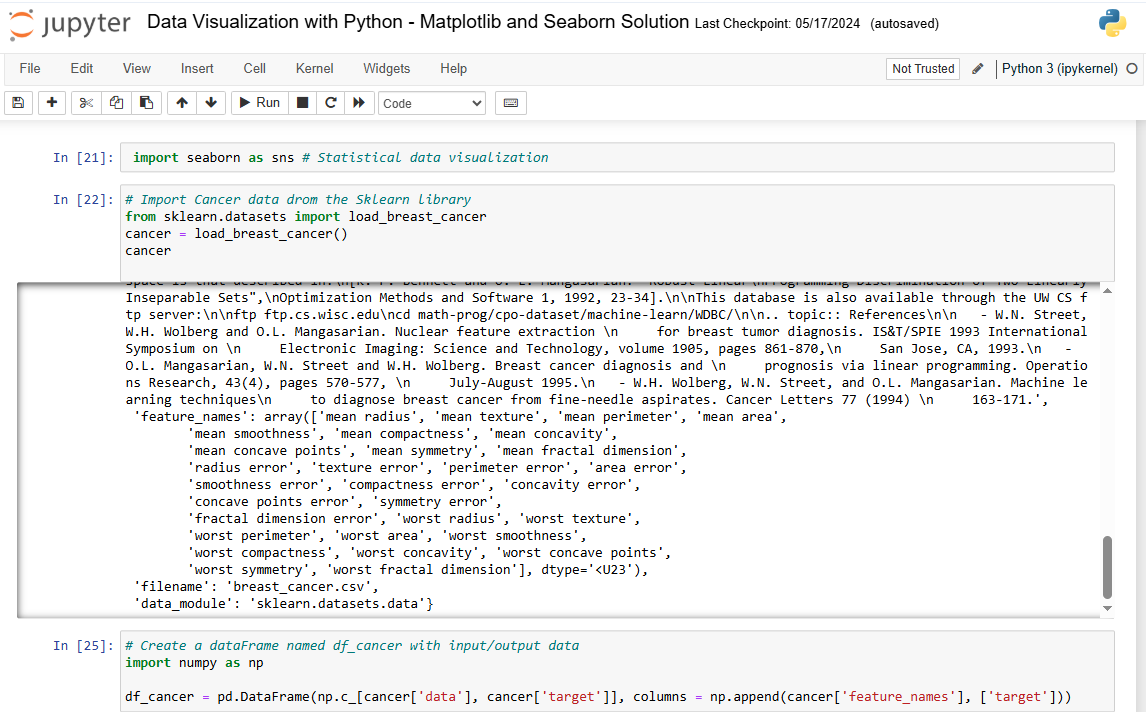 jupyter Data Visualization with Python - Matplotlib and Seaborn Solution Last Checkpoint: 05/17/2024 (autosaved)
File Edit View Insert Cell Kernel Widgets Help Not Trusted Python 3 (ipykernel)
Run Code
In [21]: import seaborn as sns # Statistical data visualization
In [22]: # Import Cancer data drom the Sklearn library
from sklearn.datasets import load_breast_cancer
cancer = load_breast_cancer()
cancer
Inseparable Sets",\nOptimization Methods and Software 1, 1992, 23-34].\n\nThis database is also available through the UW CS f
tp server:\n\nftp ftp.cs.wisc.edu\ncd math-prog/cpo-dataset/machine-learn/WDBC/\n\n.. topic:: References\n\n   - W.N. Street,
W.H. Wolberg and O.L. Mangasarian. Nuclear feature extraction \n     for breast tumor diagnosis. IS&T/SPIE 1993 International
Symposium on \n     Electronic Imaging: Science and Technology, volume 1905, pages 861-870,\n     San Jose, CA, 1993.\n   -
O.L. Mangasarian, W.N. Street and W.H. Wolberg. Breast cancer diagnosis and \n     prognosis via linear programming. Operatio
ns Research, 43(4), pages 570-577, \n     July-August 1995.\n   - W.H. Wolberg, W.N. Street, and O.L. Mangasarian. Machine le
arning techniques\n     to diagnose breast cancer from fine-needle aspirates. Cancer Letters 77 (1994) \n     163-171.',
'feature_names': array(['mean radius', 'mean texture', 'mean perimeter', 'mean area',
'mean smoothness', 'mean compactness', 'mean concavity',
'mean concave points', 'mean symmetry', 'mean fractal dimension',
'radius error', 'texture error', 'perimeter error', 'area error',
'smoothness error', 'compactness error', 'concavity error',
'concave points error', 'symmetry error',
'fractal dimension error', 'worst radius', 'worst texture',
'worst perimeter', 'worst area', 'worst smoothness',
'worst compactness', 'worst concavity', 'worst concave points',
'worst symmetry', 'worst fractal dimension'], dtype='<U23'),
'filename': 'breast_cancer.csv',
'data_module': 'sklearn.datasets.data'}
In [25]: # Create a dataFrame named df_cancer with input/output data
import numpy as np
df_cancer = pd.DataFrame(np.c_[cancer['data'], cancer['target']], columns = np.append(cancer['feature_names'], ['target']))